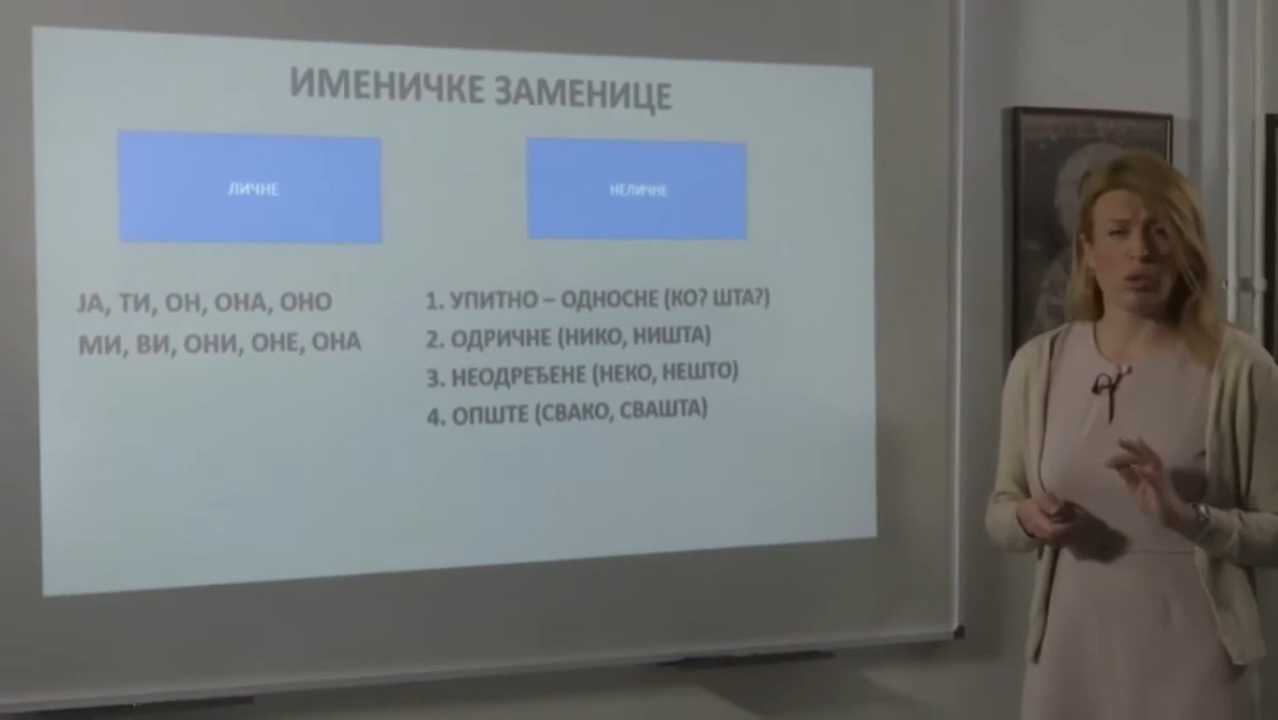 ИМЕНИЧКЕ ЗАМЕНИЦЕ
ЛИЧНЕ
НЕЛИЧНЕ
ЈА, ТИ, ОН, ОНА, ОНО
МИ, ВИ, ОНИ, ОНЕ, ОНА
1. УПИТНО – ОДНОСНЕ (КО? ШТА?)
2. ОДРИЧНЕ (НИКО, НИШТА)
3. НЕОДРЕЂЕНЕ (НЕКО, НЕШТО)
4. ОПШТЕ (СВАКО, СВАШТА)